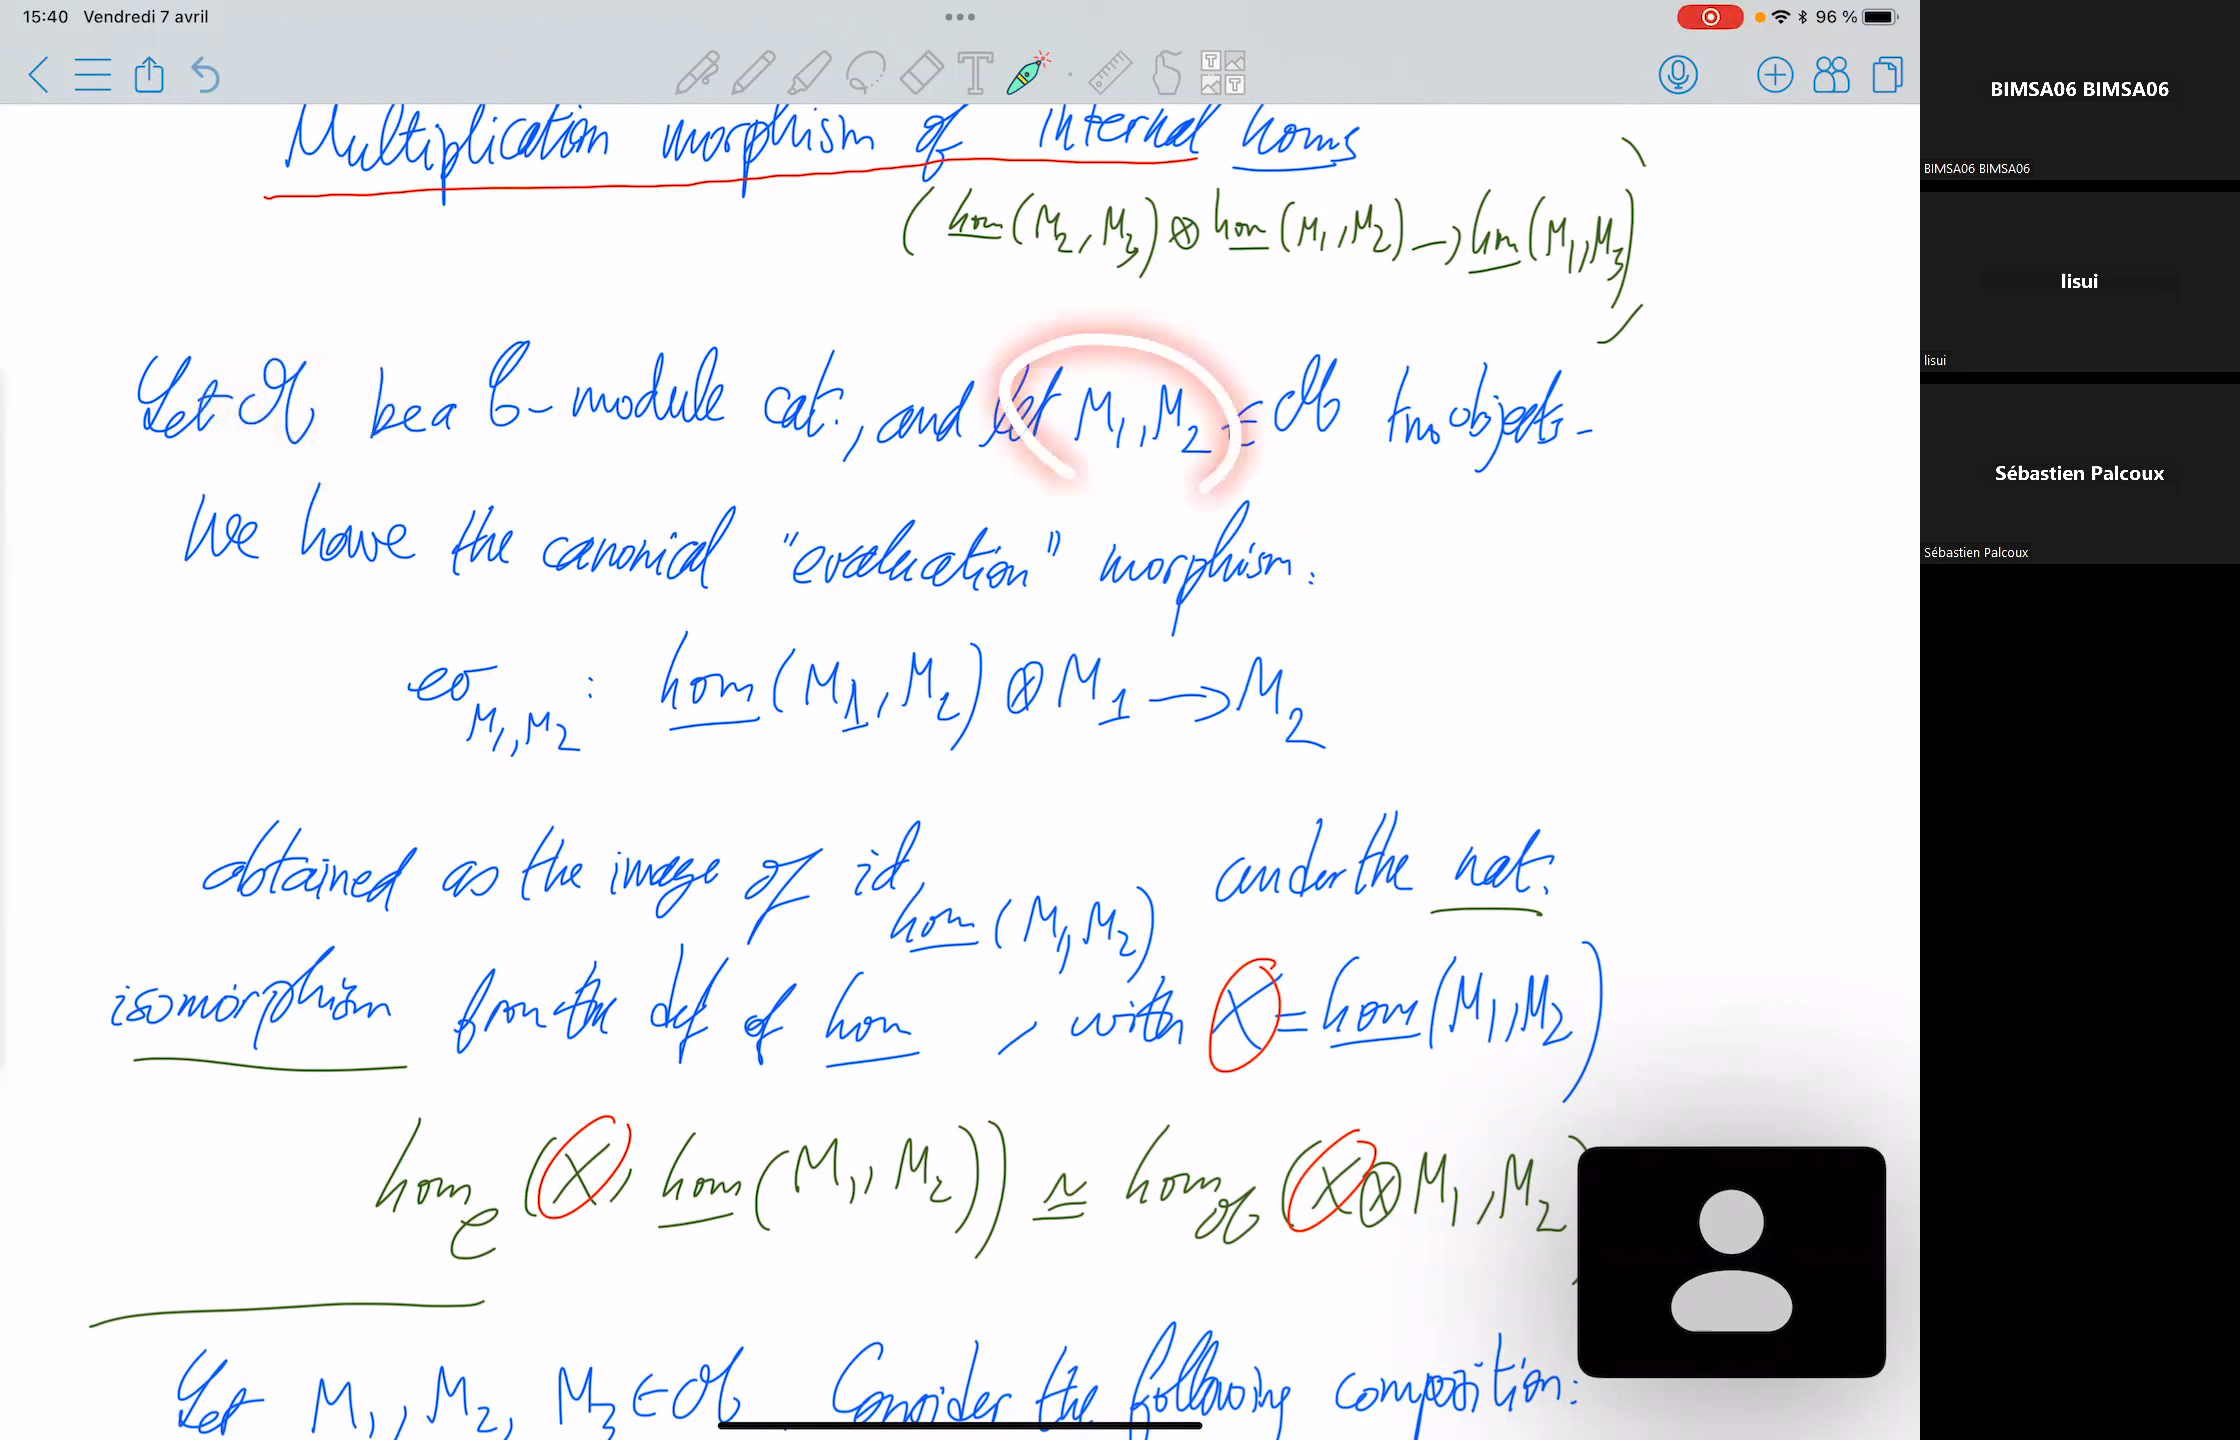 15:40 Vendredi 7 avril
96 %
Multiplication morphism of internal homs
(hom(M₂, M₃) ⊗ hom(M₁, M₂) → hom(M₁, M₃))
Let ℳ be a 𝒞-module cat., and let M₁, M₂ ∈ ℳ two objects.
We have the canonical "evaluation" morphism:
ev_{M₁, M₂} : hom(M₁, M₂) ⊗ M₁ → M₂
obtained as the image of id_{hom(M₁, M₂)} under the nat.
isomorphism from the def of hom, with X = hom(M₁, M₂)
hom_𝒞(X, hom(M₁, M₂)) ≅ hom_ℳ(X ⊗ M₁, M₂
Let M₁, M₂, M₃ ∈ ℳ Consider the following composition:
BIMSA06 BIMSA06
BIMSA06 BIMSA06
lisui
lisui
Sébastien Palcoux
Sébastien Palcoux